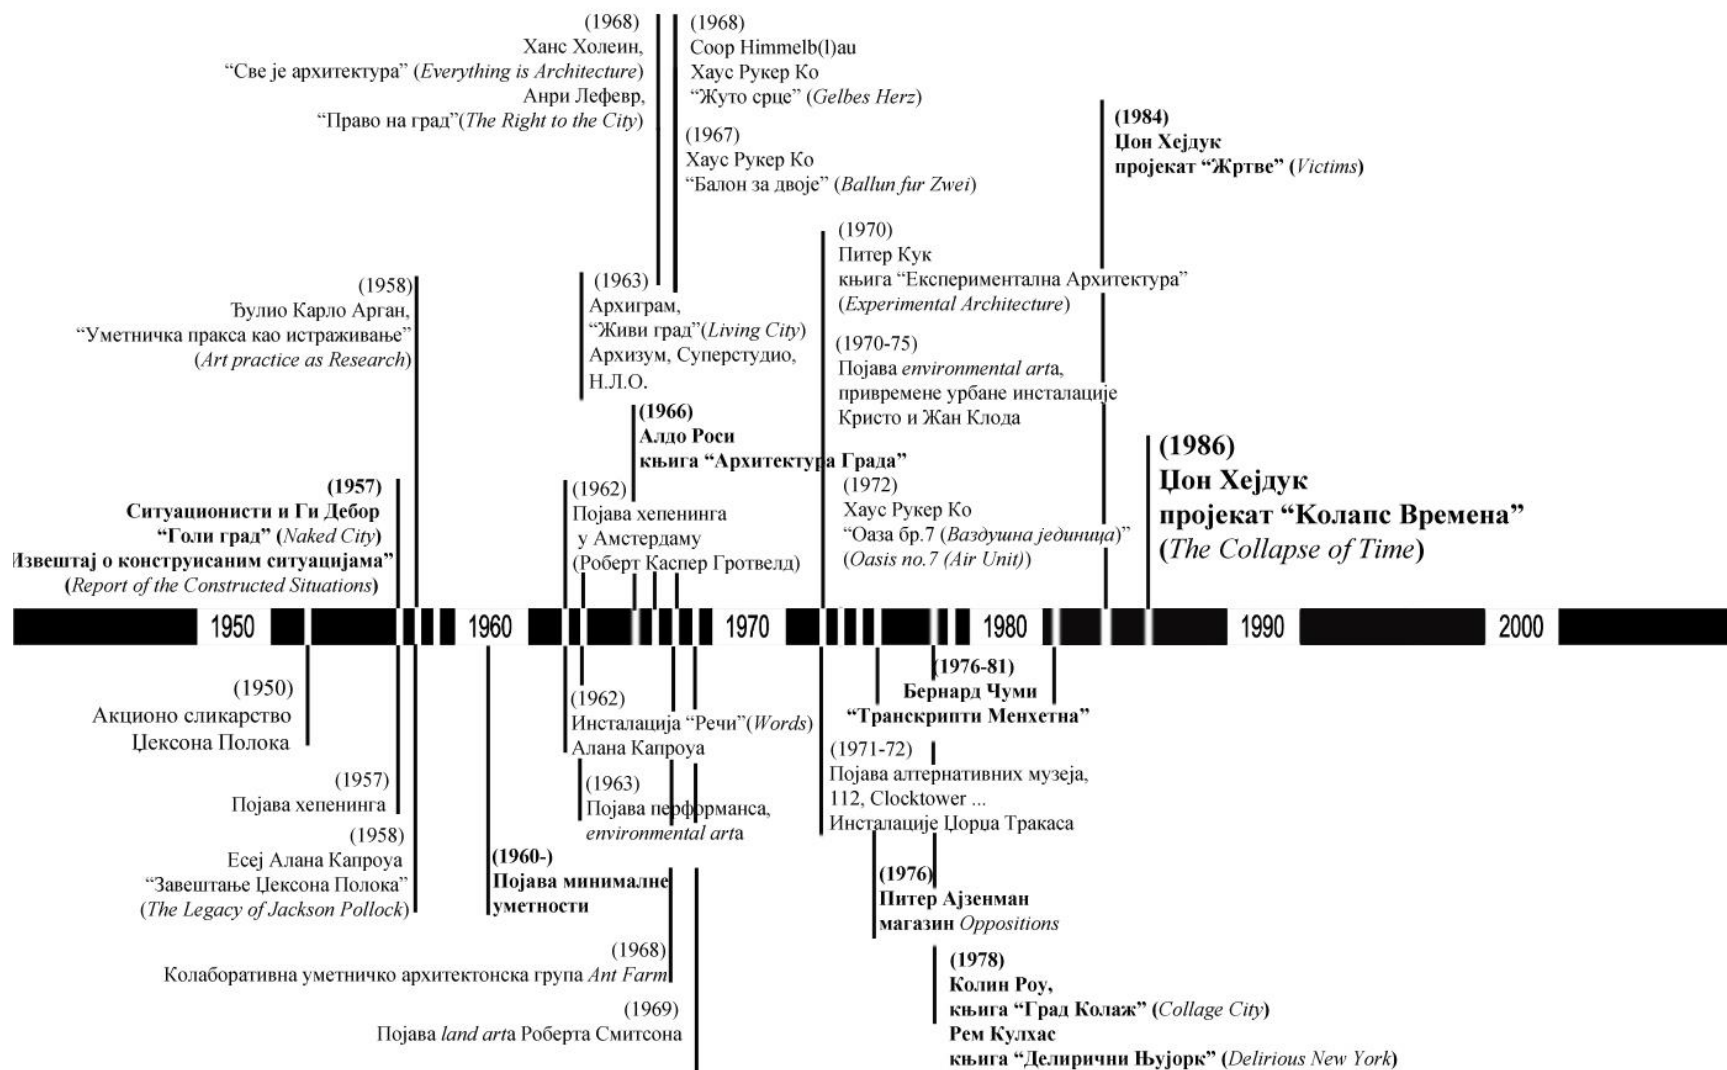 (1968)
Ханс Холеин,
“Све је архитектура” (Everything is Architecture)
Анри Лефевр,
“Право на град”(The Right to the City)
(1968)
Coop Himmelb(l)au
Хаус Рукер Ко
“Жуто срце” (Gelbes Herz)
(1967)
Хаус Рукер Ко
“Балон за двоје” (Ballun fur Zwei)
(1984)
Џон Хејдук
пројекат “Жртве” (Victims)
(1958)
Ђулио Карло Арган,
“Уметничка пракса као истраживање”
(Art practice as Research)
(1963)
Архиграм,
“Живи град”(Living City)
Архизум, Суперстудио,
Н.Л.О.
(1970)
Питер Кук
књига “Експериментална Архитектура”
(Experimental Architecture)
(1970-75)
Појава environmental artа,
привремене урбане инсталације
Кристо и Жан Клода
(1966)
Алдо Роси
књига “Архитектура Града”
(1957)
Ситуационисти и Ги Дебор
“Голи град” (Naked City)
Извештај о конструисаним ситуацијама”
(Report of the Constructed Situations)
(1962)
Појава хепенинга
у Амстердаму
(Роберт Каспер Гротвелд)
(1972)
Хаус Рукер Ко
“Оаза бр.7 (Ваздушна јединица)”
(Oasis no.7 (Air Unit))
(1986)
Џон Хејдук
пројекат “Колапс Времена”
(The Collapse of Time)
1950 1960 1970 1980 1990 2000
(1950)
Акционо сликарство
Џексона Полока
(1957)
Појава хепенинга
(1958)
Есеј Алана Капроуа
“Завештање Џексона Полока”
(The Legacy of Jackson Pollock)
(1960-)
Појава минималне
уметности
(1962)
Инсталација “Речи”(Words)
Алана Капроуа
(1963)
Појава перформанса,
environmental artа
(1968)
Колаборативна уметничко архитектонска група Ant Farm
(1969)
Појава land artа Роберта Смитсона
(1976-81)
Бернард Чуми
“Транскрипти Менхетна”
(1971-72)
Појава алтернативних музеја,
112, Clocktower ...
Инсталације Џорџа Тракаса
(1976)
Питер Ајзенман
магазин Oppositions
(1978)
Колин Роу,
књига “Град Колаж” (Collage City)
Рем Кулхас
књига “Делирични Њујорк” (Delirious New York)